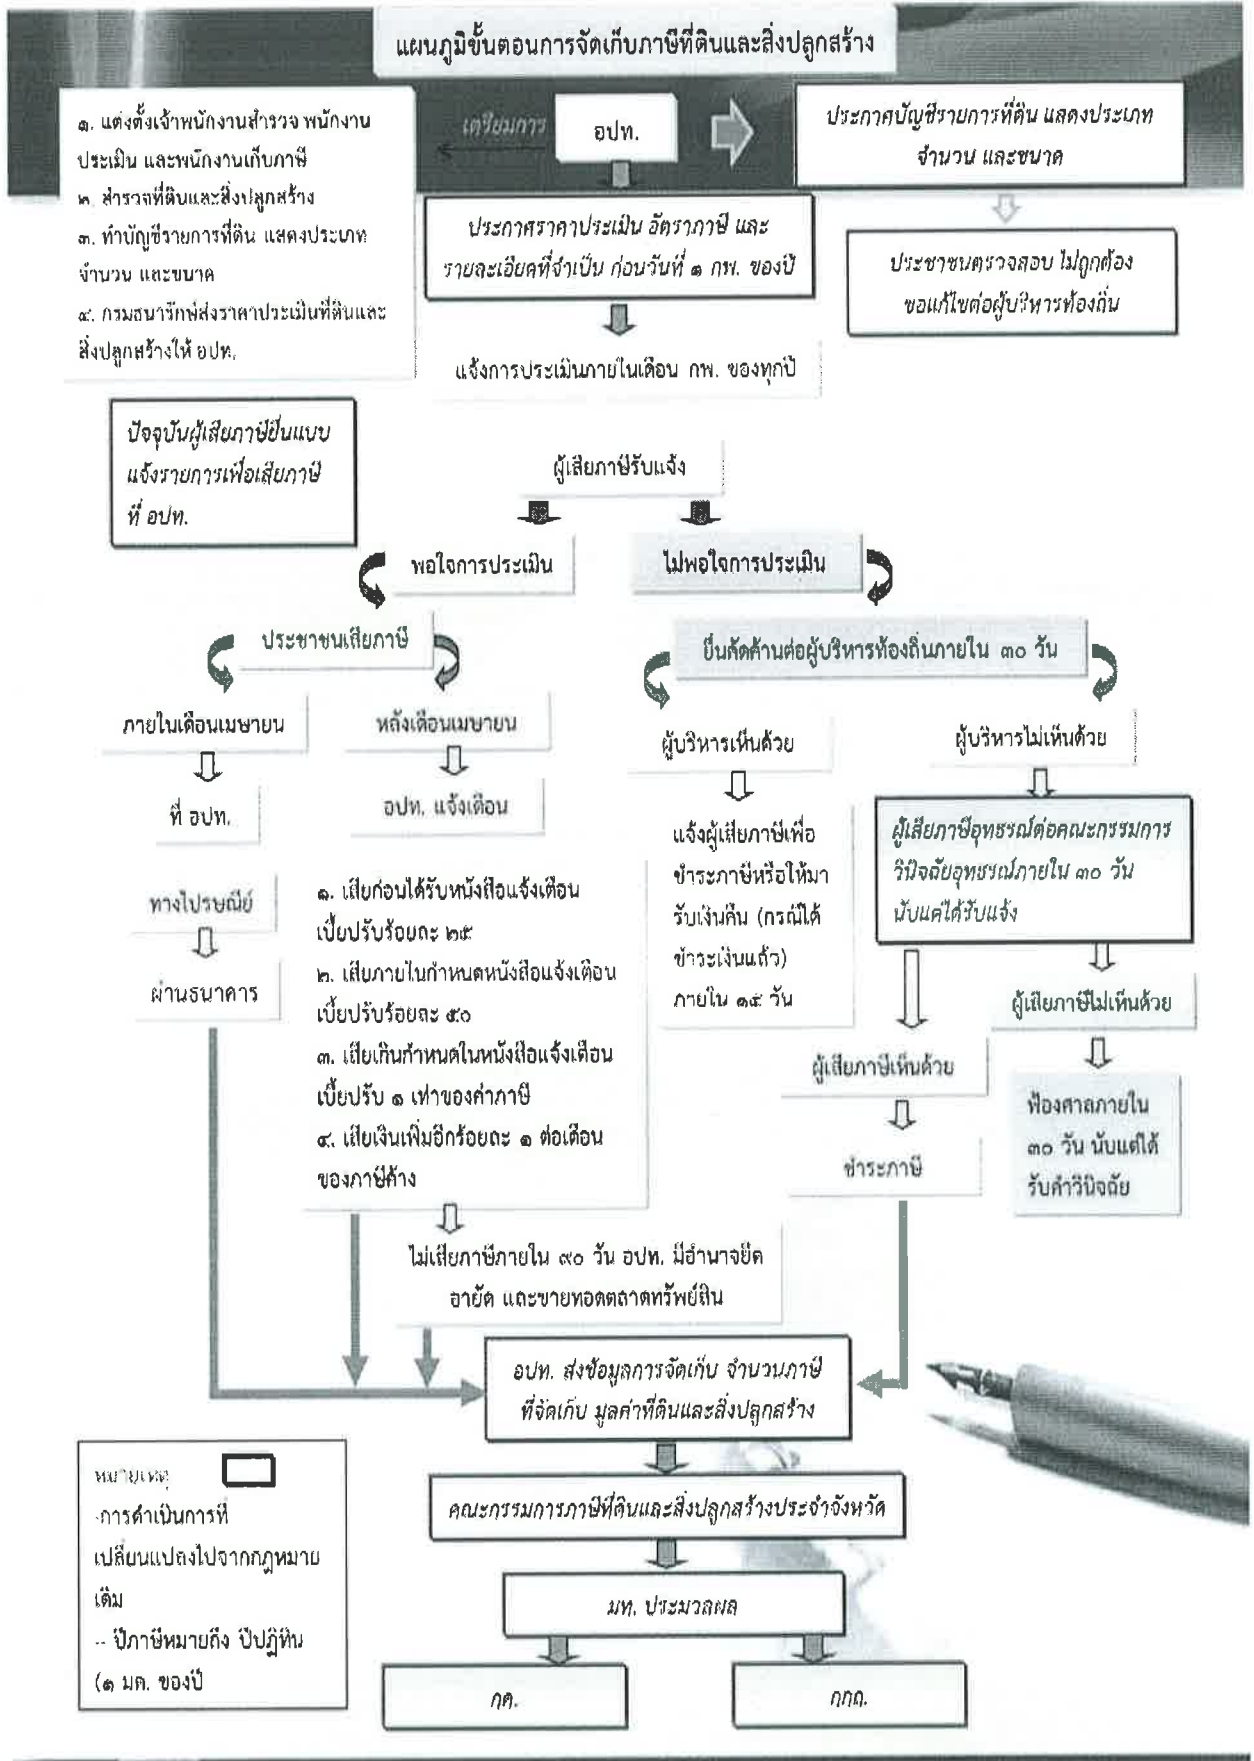 แผนภูมิขั้นตอนการจัดเก็บภาษีที่ดินและสิ่งปลูกสร้าง
๑. แต่งตั้งเจ้าพนักงานสำรวจ พนักงาน
ประเมิน และพนักงานเก็บภาษี
๒. สำรวจที่ดินและสิ่งปลูกสร้าง
๓. ทำบัญชีรายการที่ดิน แสดงประเภท
จำนวน และขนาด
๔. กรมธนารักษ์ส่งราคาประเมินที่ดินและ
สิ่งปลูกสร้างให้ อปท.
เตรียมการ
อปท.
ประกาศบัญชีรายการที่ดิน แสดงประเภท
จำนวน และขนาด
ประกาศราคาประเมิน อัตราภาษี และ
รายละเอียดที่จำเป็น ก่อนวันที่ ๑ กพ. ของปี
ประชาชนตรวจสอบ ไม่ถูกต้อง
ขอแก้ไขต่อผู้บริหารท้องถิ่น
แจ้งการประเมินภายในเดือน กพ. ของทุกปี
ปัจจุบันผู้เสียภาษียื่นแบบ
แจ้งรายการเพื่อเสียภาษี
ที่ อปท.
ผู้เสียภาษีรับแจ้ง
พอใจการประเมิน
ไม่พอใจการประเมิน
ประชาชนเสียภาษี
ยื่นคัดค้านต่อผู้บริหารท้องถิ่นภายใน ๓๐ วัน
ภายในเดือนเมษายน
หลังเดือนเมษายน
ผู้บริหารเห็นด้วย
ผู้บริหารไม่เห็นด้วย
ที่ อปท.
อปท. แจ้งเตือน
แจ้งผู้เสียภาษีเพื่อ
ชำระภาษีหรือให้มา
รับเงินคืน (กรณีได้
ชำระเงินแล้ว)
ภายใน ๑๕ วัน
ผู้เสียภาษีอุทธรณ์ต่อคณะกรรมการ
วินิจฉัยอุทธรณ์ภายใน ๓๐ วัน
นับแต่ได้รับแจ้ง
ทางไปรษณีย์
ผ่านธนาคาร
๑. เสียก่อนได้รับหนังสือแจ้งเตือน
เบี้ยปรับร้อยละ ๒๕
๒. เสียภายในกำหนดหนังสือแจ้งเตือน
เบี้ยปรับร้อยละ ๕๐
๓. เสียเกินกำหนดในหนังสือแจ้งเตือน
เบี้ยปรับ ๑ เท่าของค่าภาษี
๔. เสียเงินเพิ่มอีกร้อยละ ๑ ต่อเดือน
ของภาษีค้าง
ผู้เสียภาษีไม่เห็นด้วย
ผู้เสียภาษีเห็นด้วย
ฟ้องศาลภายใน
๓๐ วัน นับแต่ได้
รับคำวินิจฉัย
ชำระภาษี
ไม่เสียภาษีภายใน ๙๐ วัน อปท. มีอำนาจยึด
อายัด และขายทอดตลาดทรัพย์สิน
อปท. ส่งข้อมูลการจัดเก็บ จำนวนภาษี
ที่จัดเก็บ มูลค่าที่ดินและสิ่งปลูกสร้าง
คณะกรรมการภาษีที่ดินและสิ่งปลูกสร้างประจำจังหวัด
มท. ประมวลผล
กค.
กกถ.
หมายเหตุ
-การดำเนินการที่
เปลี่ยนแปลงไปจากกฎหมาย
เดิม
-- ปีภาษีหมายถึง ปีปฏิทิน
(๑ มค. ของปี